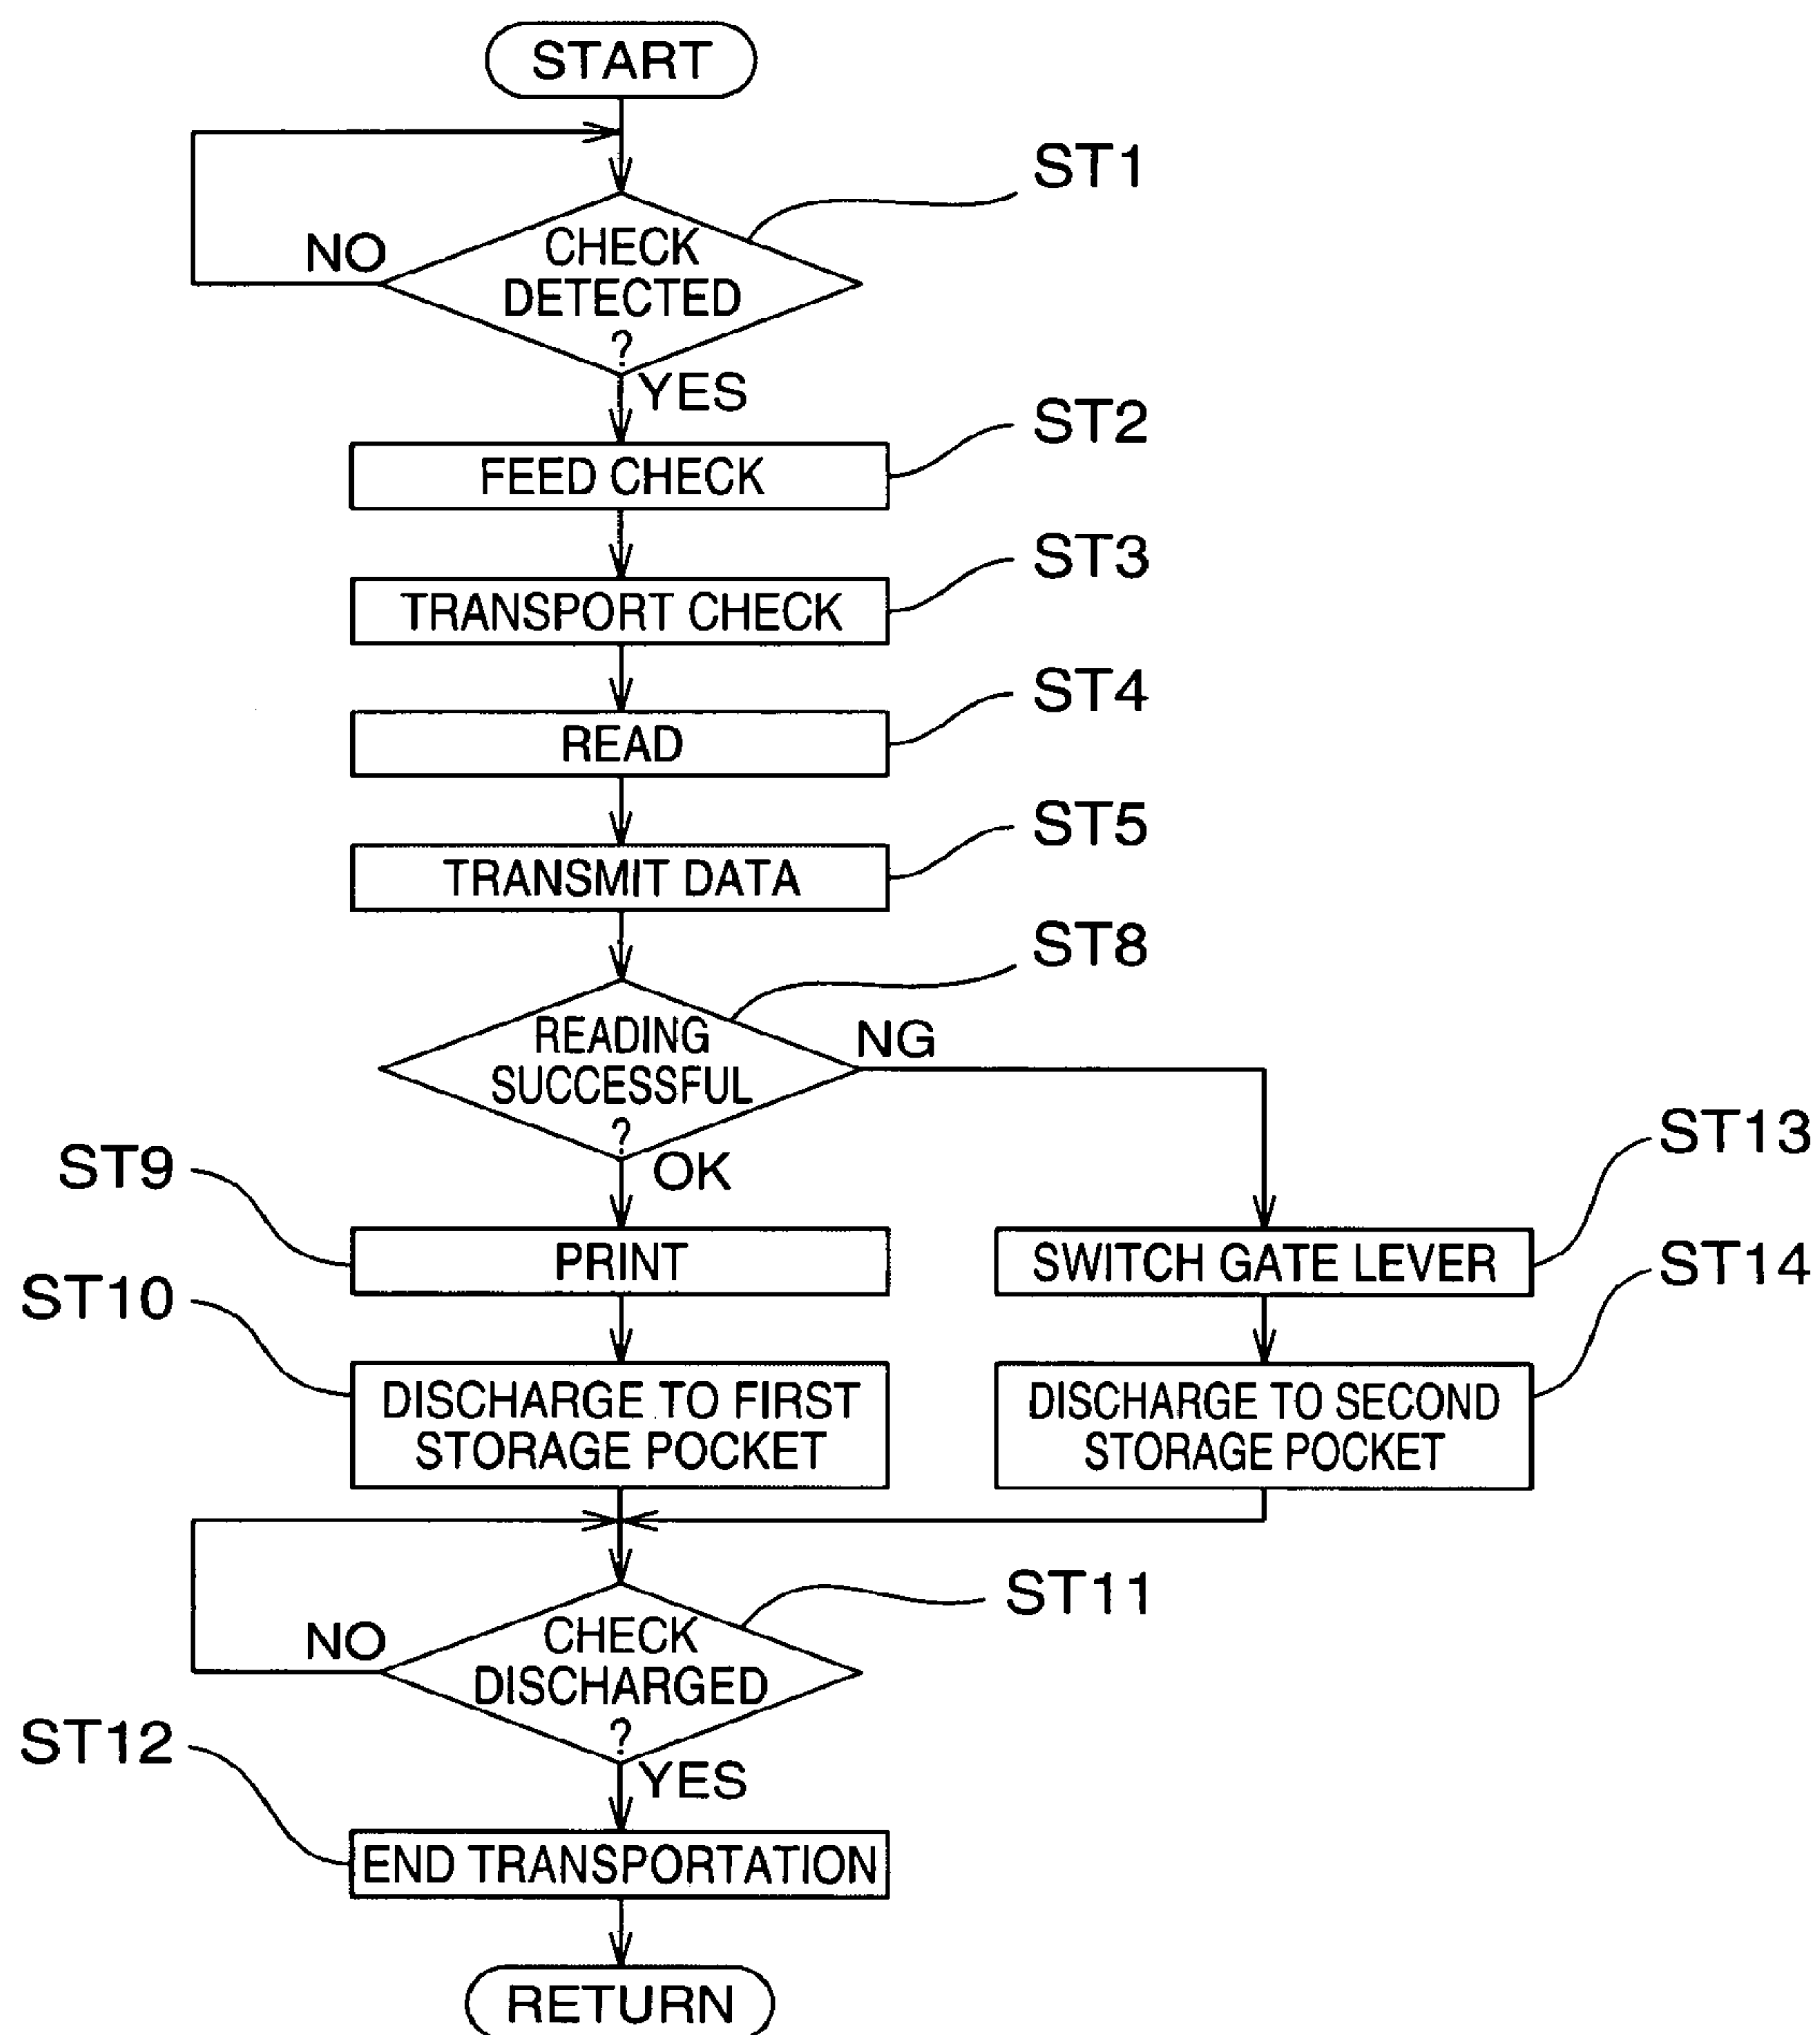 START
ST1
NO
CHECK
DETECTED
?
YES
ST2
FEED CHECK
ST3
TRANSPORT CHECK
ST4
READ
ST5
TRANSMIT DATA
ST8
READING
SUCCESSFUL
?
NG
OK
ST9
PRINT
ST13
SWITCH GATE LEVER
ST10
DISCHARGE TO FIRST
STORAGE POCKET
ST14
DISCHARGE TO SECOND
STORAGE POCKET
ST11
NO
CHECK
DISCHARGED
?
YES
ST12
END TRANSPORTATION
RETURN